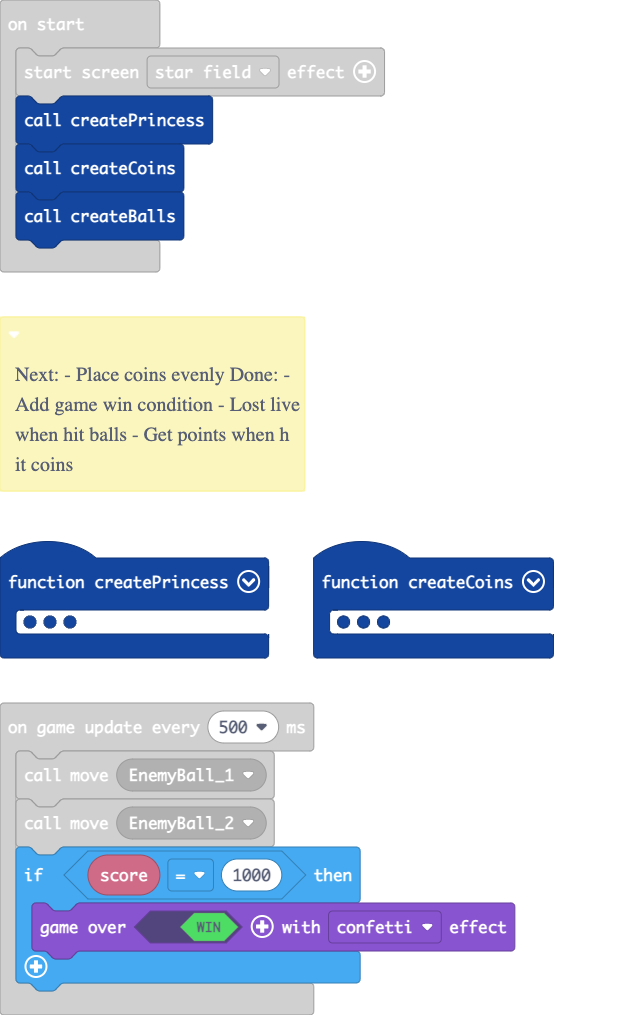 on start
start screen star field effect
call createPrincess
call createCoins
call createBalls
Next: - Place coins evenly Done: -
Add game win condition - Lost live
when hit balls - Get points when h
it coins
function createPrincess
function createCoins
on game update every 500 ms
call move EnemyBall_1
call move EnemyBall_2
if score = 1000 then
game over WIN with confetti effect